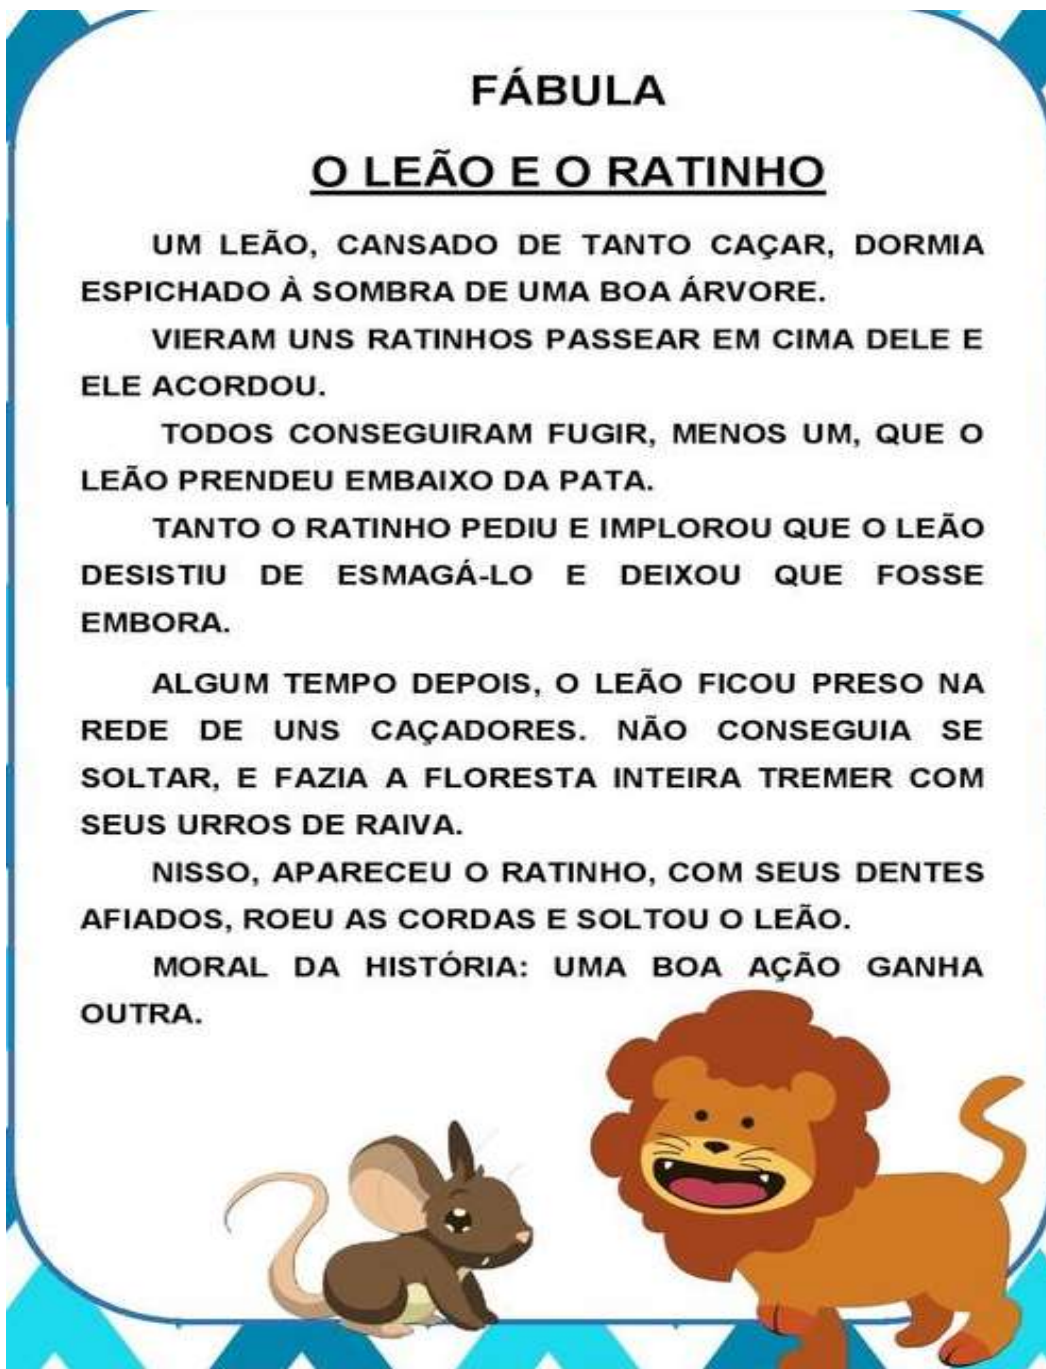 FÁBULA
O LEÃO E O RATINHO
UM LEÃO, CANSADO DE TANTO CAÇAR, DORMIA
ESPICHADO À SOMBRA DE UMA BOA ÁRVORE.
VIERAM UNS RATINHOS PASSEAR EM CIMA DELE E
ELE ACORDOU.
TODOS CONSEGUIRAM FUGIR, MENOS UM, QUE O
LEÃO PRENDEU EMBAIXO DA PATA.
TANTO O RATINHO PEDIU E IMPLOROU QUE O LEÃO
DESISTIU DE ESMAGÁ-LO E DEIXOU QUE FOSSE
EMBORA.
ALGUM TEMPO DEPOIS, O LEÃO FICOU PRESO NA
REDE DE UNS CAÇADORES. NÃO CONSEGUIA SE
SOLTAR, E FAZIA A FLORESTA INTEIRA TREMER COM
SEUS URROS DE RAIVA.
NISSO, APARECEU O RATINHO, COM SEUS DENTES
AFIADOS, ROEU AS CORDAS E SOLTOU O LEÃO.
MORAL DA HISTÓRIA: UMA BOA AÇÃO GANHA
OUTRA.